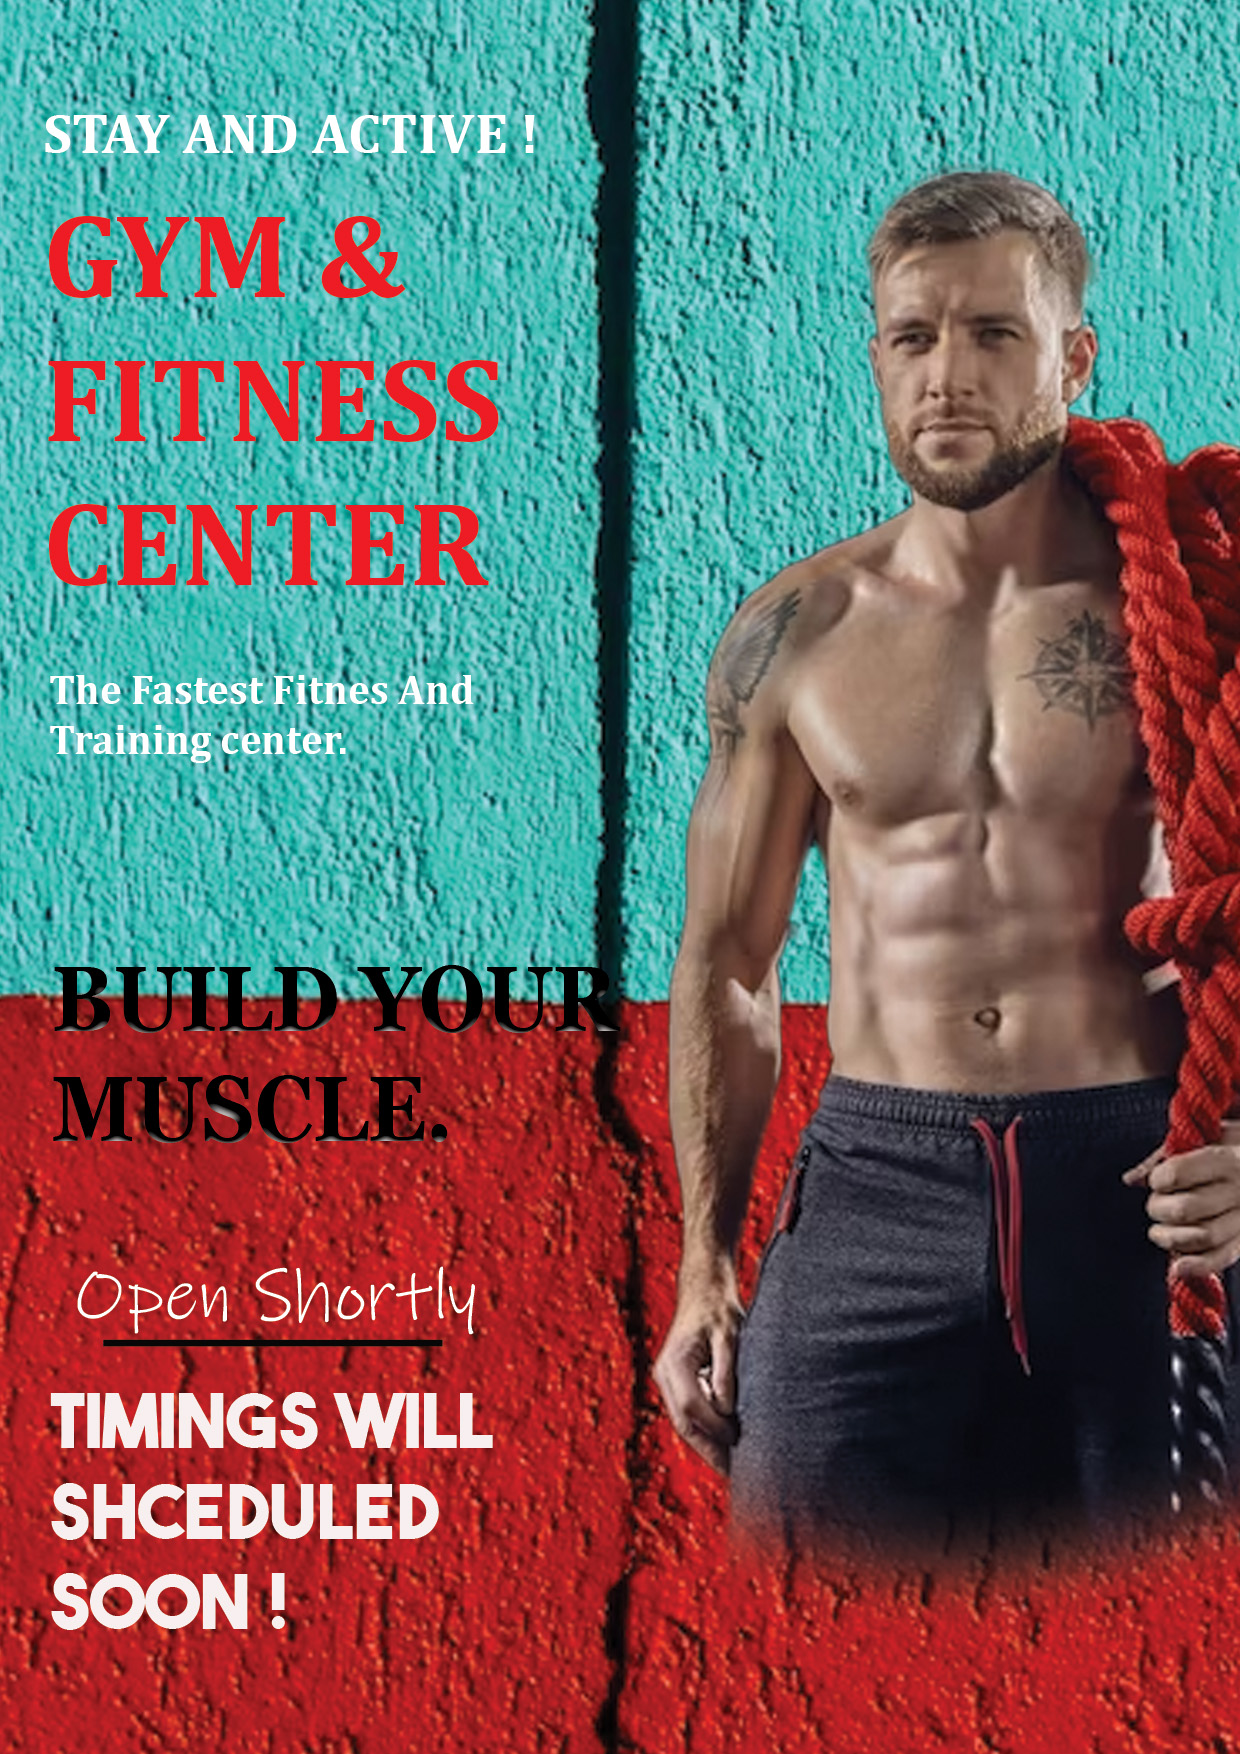 STAY AND ACTIVE !
GYM &
FITNESS
CENTER
The Fastest Fitnes And
Training center.
BUILD YOUR
MUSCLE.
Open Shortly
TIMINGS WILL
SHCEDULED
SOON !